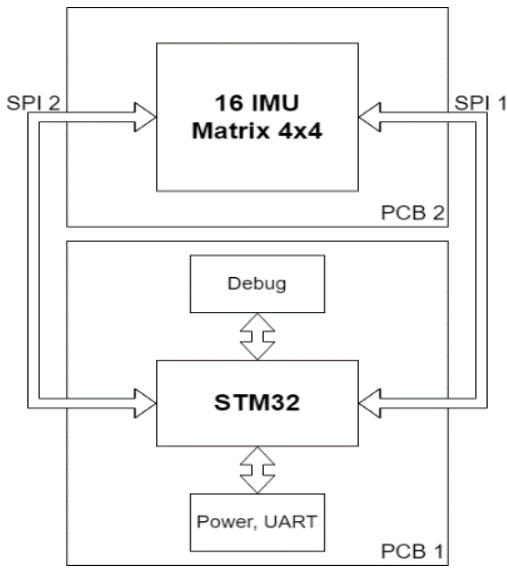 SPI 2
16 IMU
Matrix 4x4
SPI 1
PCB 2
Debug
STM32
Power, UART
PCB 1